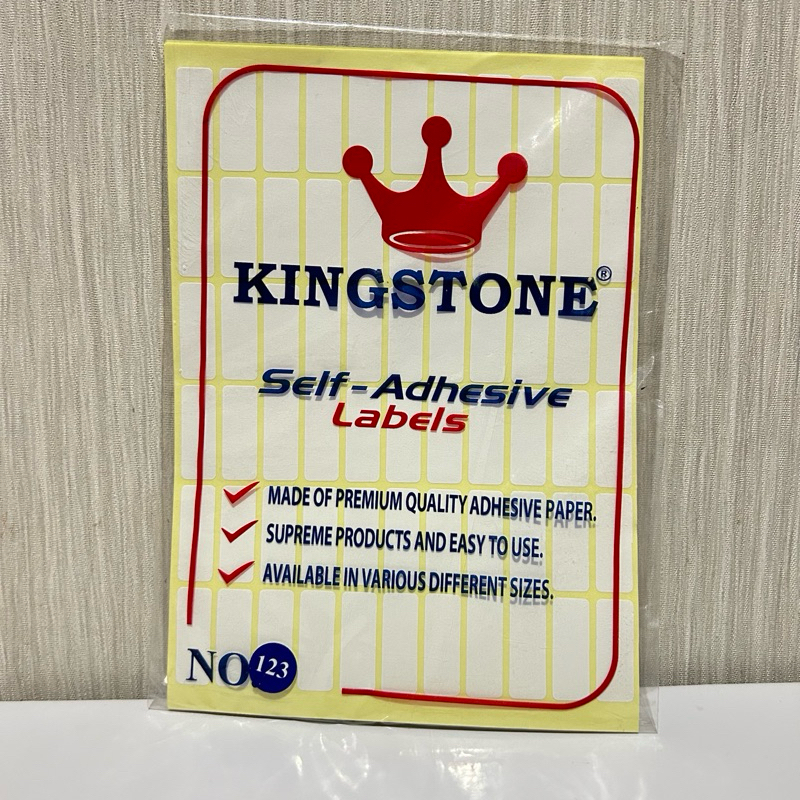 KINGSTONE®
Self-Adhesive
Labels
MADE OF PREMIUM QUALITY ADHESIVE PAPER.
SUPREME PRODUCTS AND EASY TO USE.
AVAILABLE IN VARIOUS DIFFERENT SIZES.
NO. 123